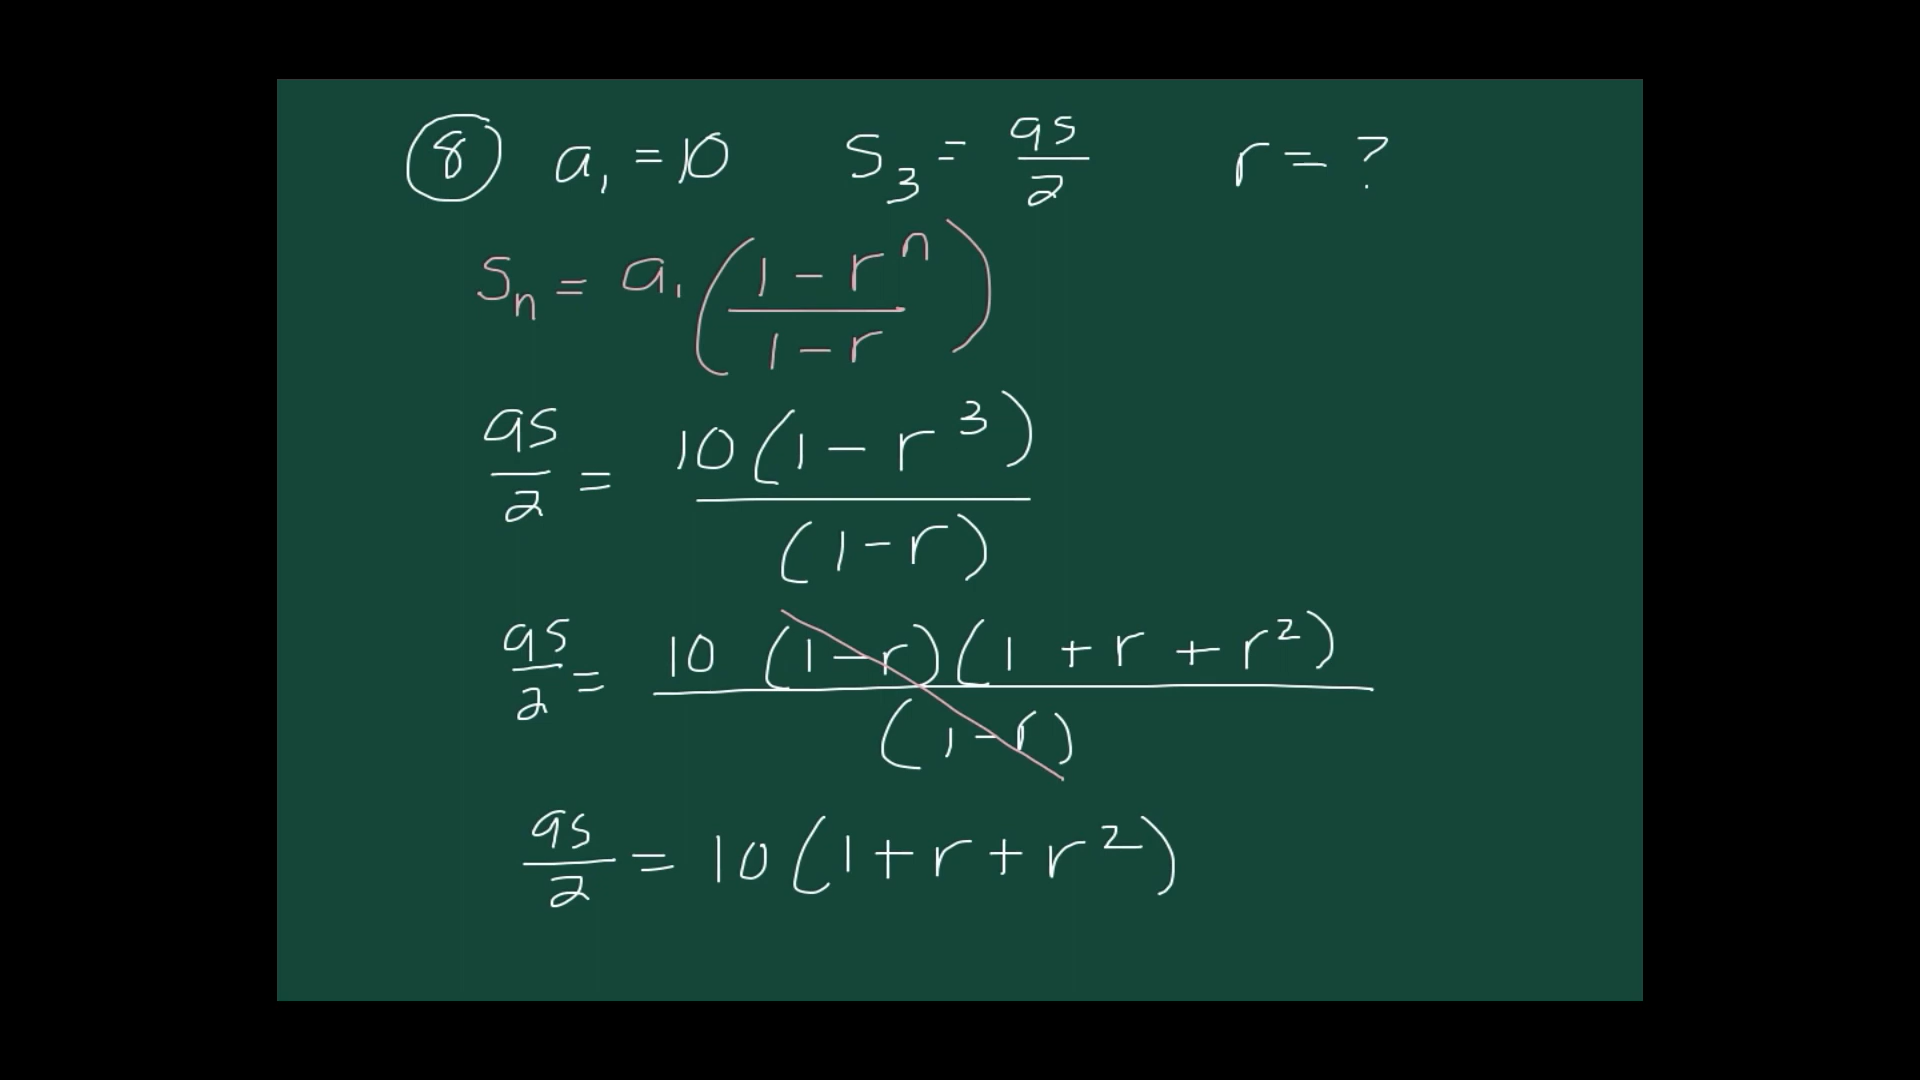 8 a₁ = 10 S₃ = 95/2 r = ?
Sₙ = a₁((1 - rⁿ)/(1 - r))
95/2 = 10(1 - r³)/(1 - r)
95/2 = 10 (1 - r)(1 + r + r²)/(1 - r)
95/2 = 10(1 + r + r²)